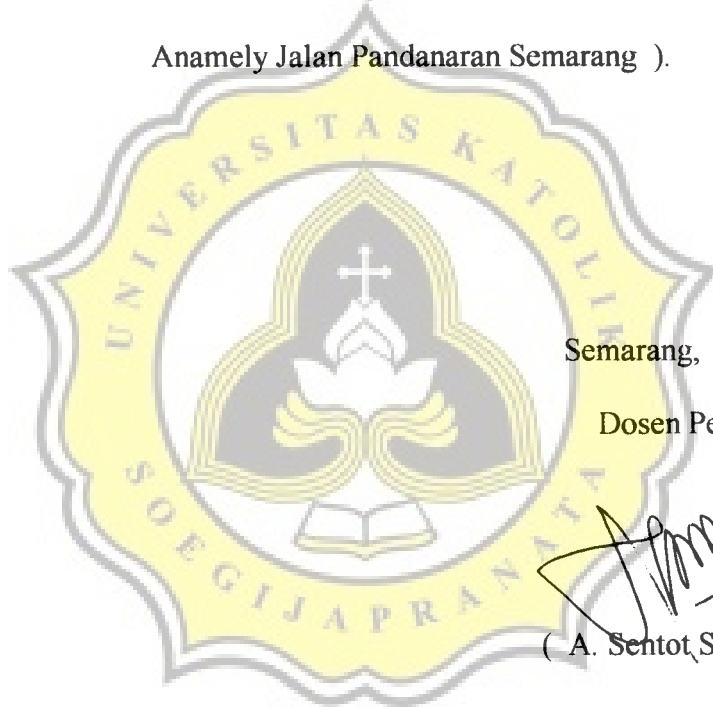 Anamely Jalan Pandanaran Semarang ).
UNIVERSITAS KATOLIK
SOEGIJAPRANATA
Semarang,
Dosen Pe
( A. Sentot S